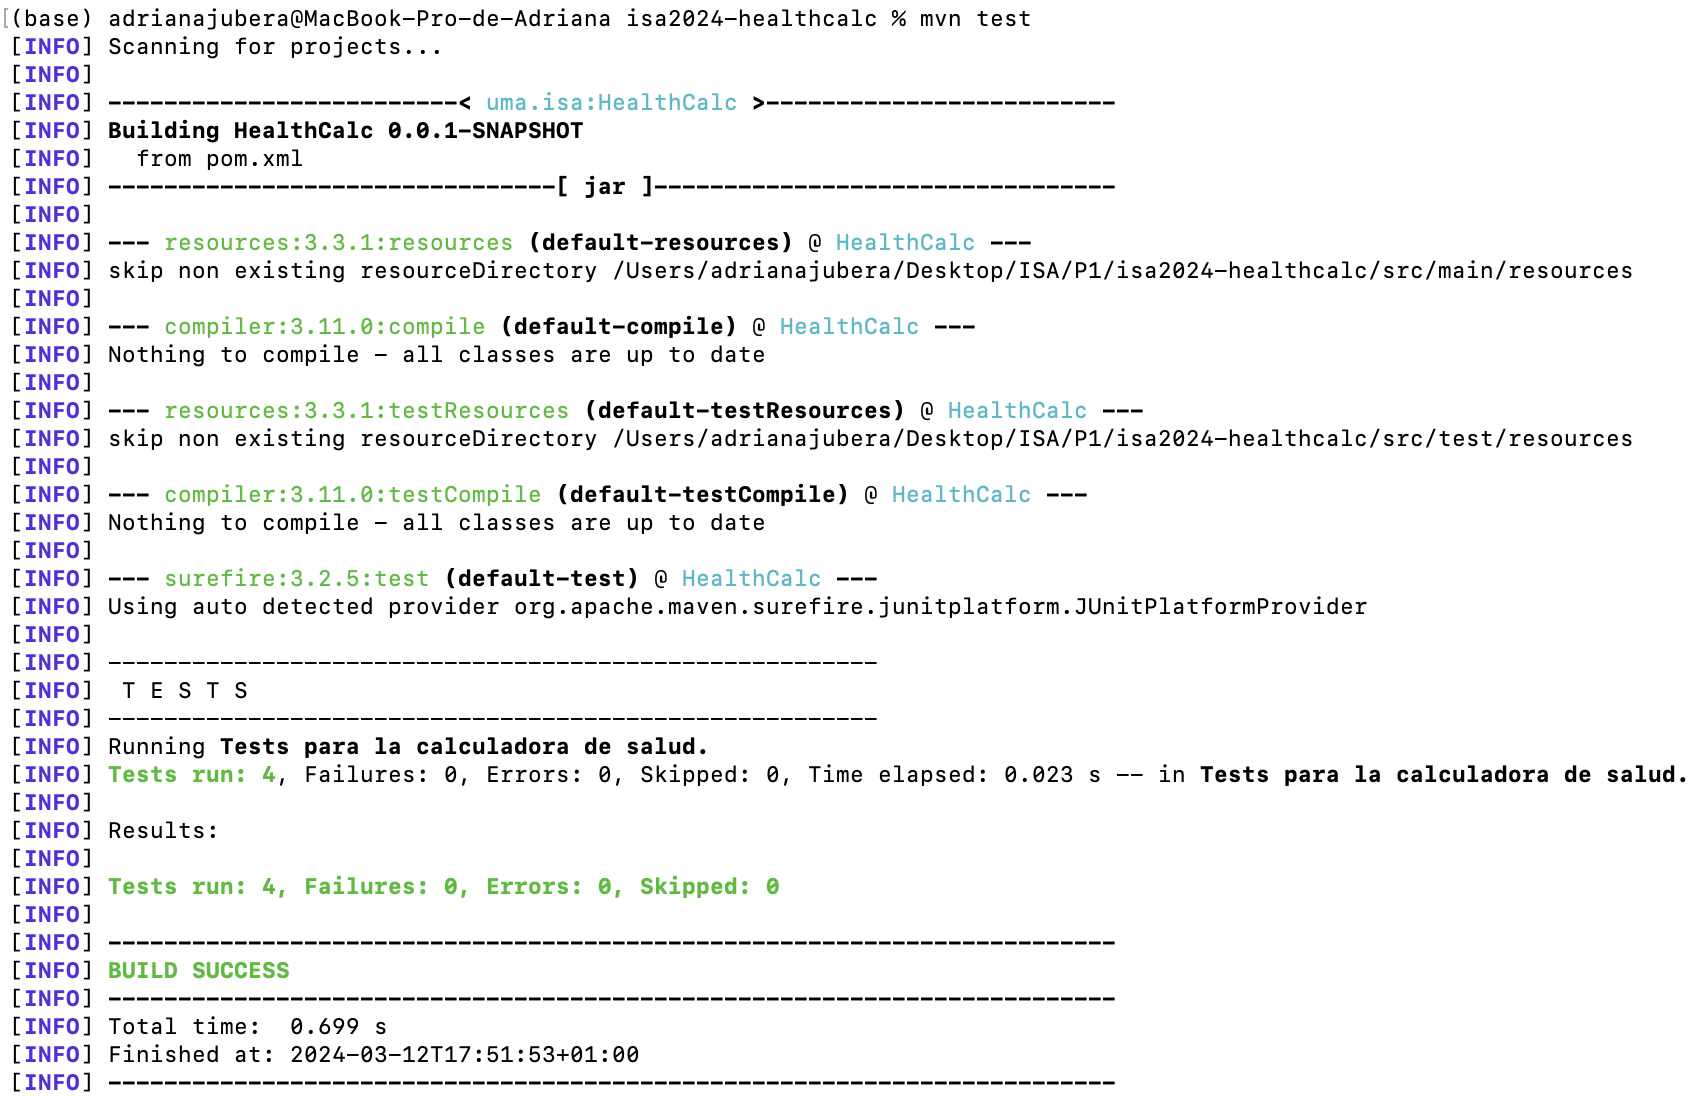 [(base) adrianajubera@MacBook-Pro-de-Adriana isa2024-healthcalc % mvn test
[INFO] Scanning for projects...
[INFO]
[INFO] -------------------------< uma.isa:HealthCalc >-------------------------
[INFO] Building HealthCalc 0.0.1-SNAPSHOT
[INFO]   from pom.xml
[INFO] --------------------------------[ jar ]---------------------------------
[INFO]
[INFO] --- resources:3.3.1:resources (default-resources) @ HealthCalc ---
[INFO] skip non existing resourceDirectory /Users/adrianajubera/Desktop/ISA/P1/isa2024-healthcalc/src/main/resources
[INFO]
[INFO] --- compiler:3.11.0:compile (default-compile) @ HealthCalc ---
[INFO] Nothing to compile - all classes are up to date
[INFO]
[INFO] --- resources:3.3.1:testResources (default-testResources) @ HealthCalc ---
[INFO] skip non existing resourceDirectory /Users/adrianajubera/Desktop/ISA/P1/isa2024-healthcalc/src/test/resources
[INFO]
[INFO] --- compiler:3.11.0:testCompile (default-testCompile) @ HealthCalc ---
[INFO] Nothing to compile - all classes are up to date
[INFO]
[INFO] --- surefire:3.2.5:test (default-test) @ HealthCalc ---
[INFO] Using auto detected provider org.apache.maven.surefire.junitplatform.JUnitPlatformProvider
[INFO]
[INFO] -------------------------------------------------------
[INFO]  T E S T S
[INFO] -------------------------------------------------------
[INFO] Running Tests para la calculadora de salud.
[INFO] Tests run: 4, Failures: 0, Errors: 0, Skipped: 0, Time elapsed: 0.023 s -- in Tests para la calculadora de salud.
[INFO]
[INFO] Results:
[INFO]
[INFO] Tests run: 4, Failures: 0, Errors: 0, Skipped: 0
[INFO]
[INFO] ------------------------------------------------------------------------
[INFO] BUILD SUCCESS
[INFO] ------------------------------------------------------------------------
[INFO] Total time:  0.699 s
[INFO] Finished at: 2024-03-12T17:51:53+01:00
[INFO] ------------------------------------------------------------------------